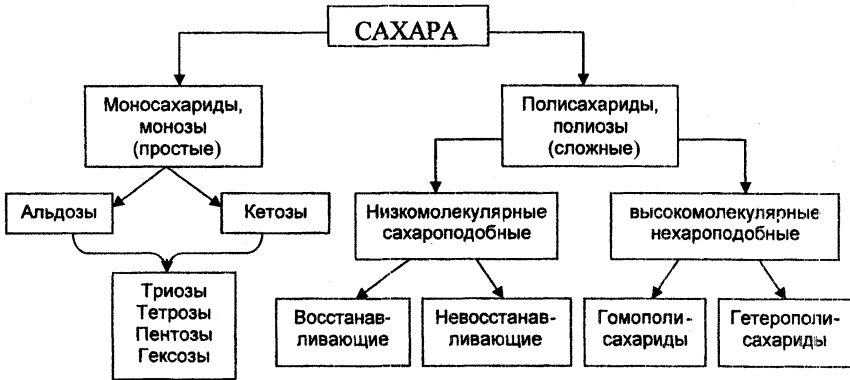 САХАРА
Моносахариды,
монозы
(простые)
Полисахариды,
полиозы
(сложные)
Альдозы
Кетозы
Низкомолекулярные
сахароподобные
высокомолекулярные
нехароподобные
Триозы
Тетрозы
Пентозы
Гексозы
Восстанав-
ливающие
Невосстанав-
ливающие
Гомополи-
сахариды
Гетерополи-
сахариды